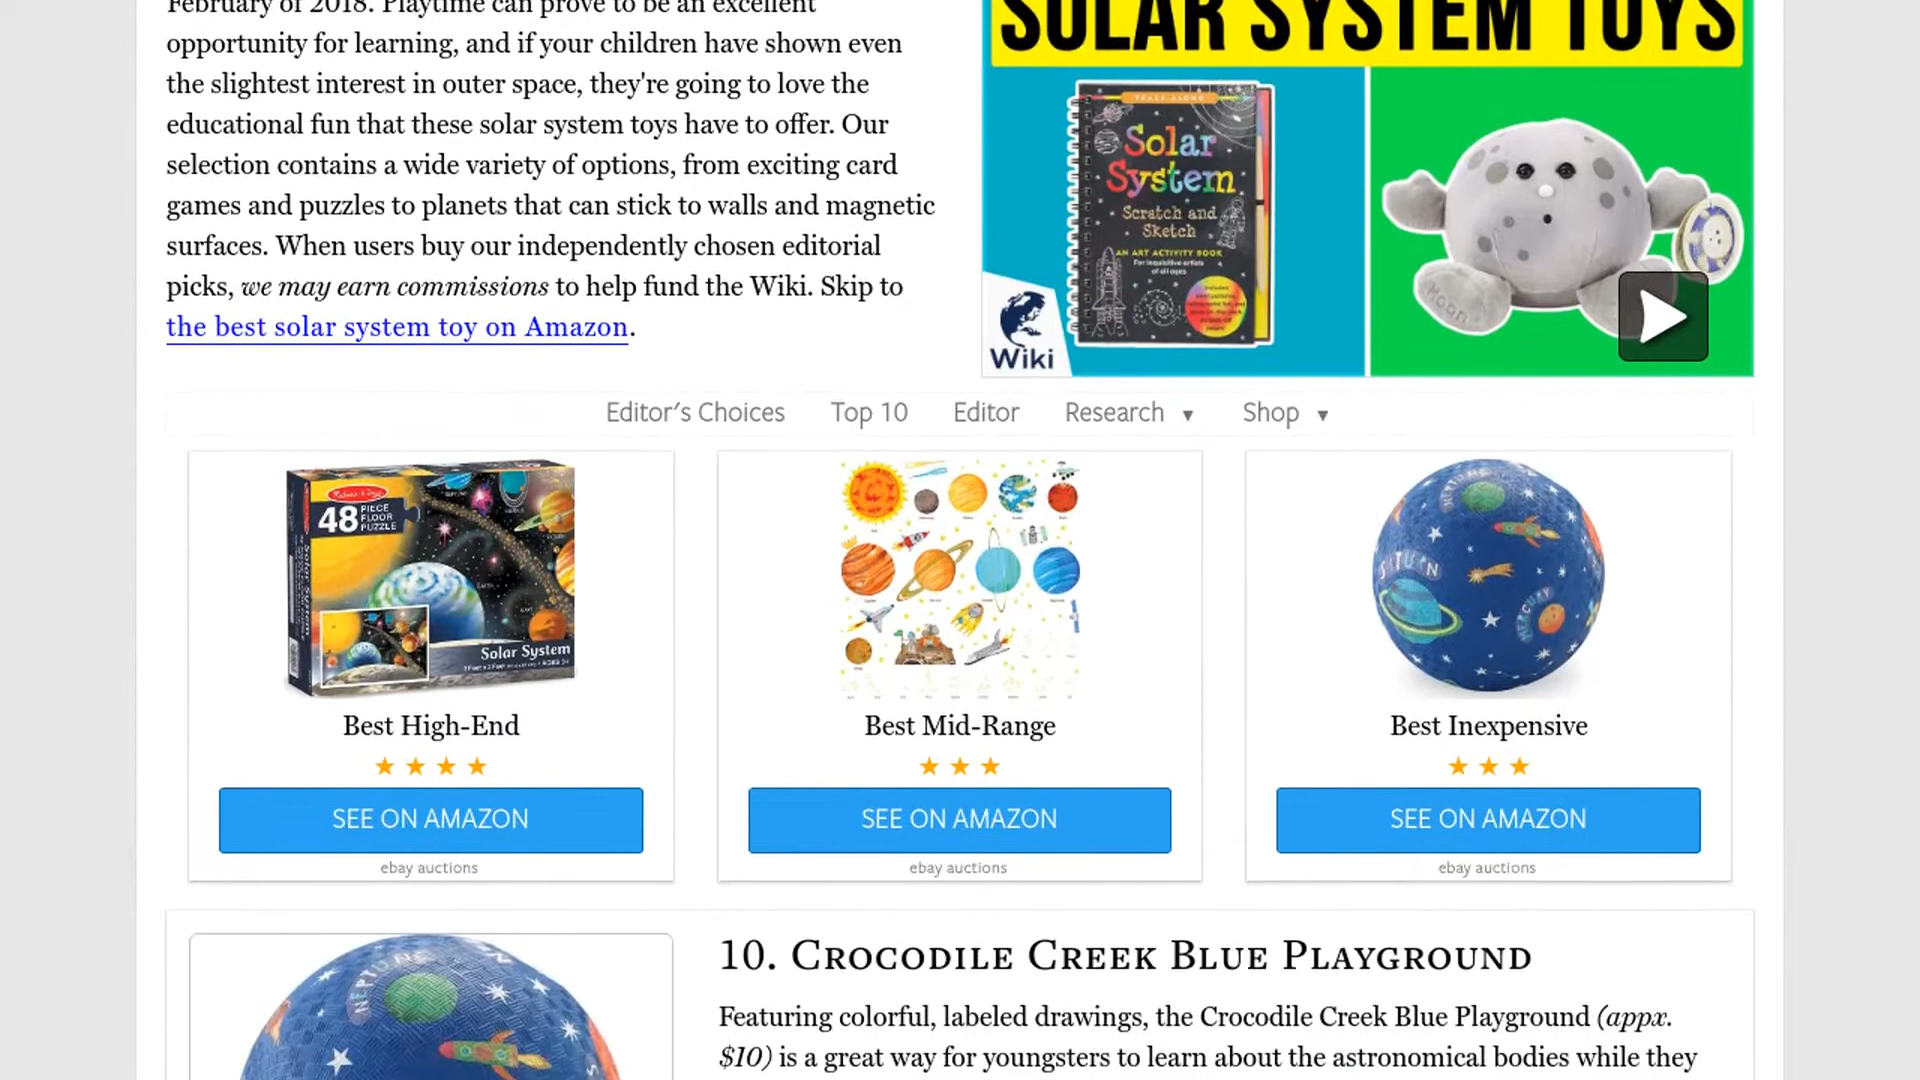 February of 2018. Playtime can prove to be an excellent
opportunity for learning, and if your children have shown even
the slightest interest in outer space, they're going to love the
educational fun that these solar system toys have to offer. Our
selection contains a wide variety of options, from exciting card
games and puzzles to planets that can stick to walls and magnetic
surfaces. When users buy our independently chosen editorial
picks, we may earn commissions to help fund the Wiki. Skip to
the best solar system toy on Amazon.
SOLAR SYSTEM TOYS
TRACE-ALONG
Solar
System
Scratch and
Sketch
AN ART ACTIVITY BOOK
For inquisitive artists
of all ages
Wiki
Moon
Editor's Choices Top 10 Editor Research ▼ Shop ▼
Melissa & Doug
48 PIECE
FLOOR
PUZZLE
Solar System
Best High-End
★ ★ ★ ★
SEE ON AMAZON
ebay auctions
Best Mid-Range
★ ★ ★
SEE ON AMAZON
ebay auctions
NEPTUNE
SATURN
MERCURY
Best Inexpensive
★ ★ ★
SEE ON AMAZON
ebay auctions
NEPTUNE
10. Crocodile Creek Blue Playground
Featuring colorful, labeled drawings, the Crocodile Creek Blue Playground (appx.
$10) is a great way for youngsters to learn about the astronomical bodies while they